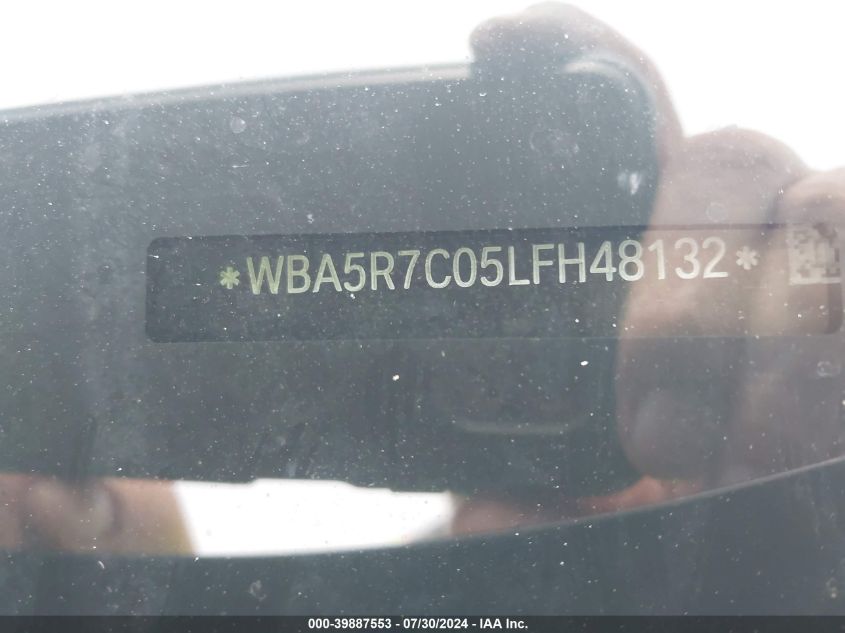 *WBA5R7C05LFH48132*
000-39887553 - 07/30/2024 - IAA Inc.